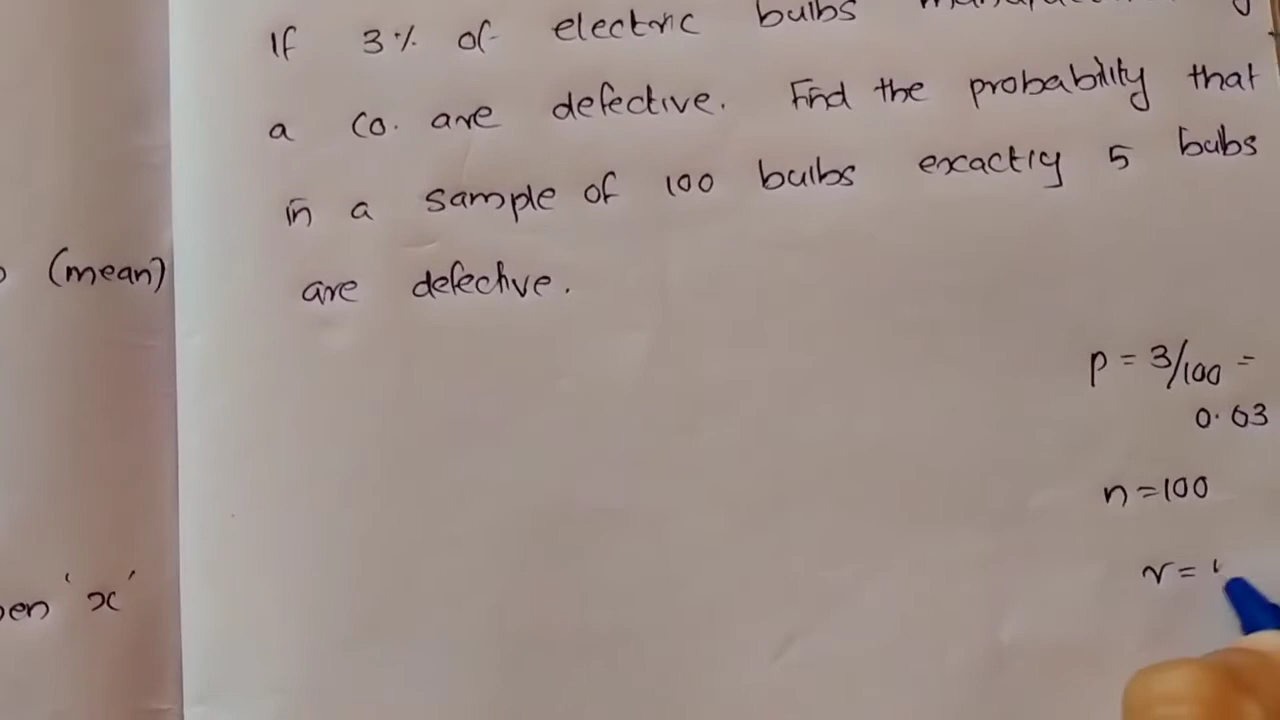 If 3% of electric bulbs
a co. are defective. Find the probability that
in a sample of 100 bulbs exactly 5 bubs
are defective.
(mean)
p = 3/100 =
0.03
n = 100
'x'
r =